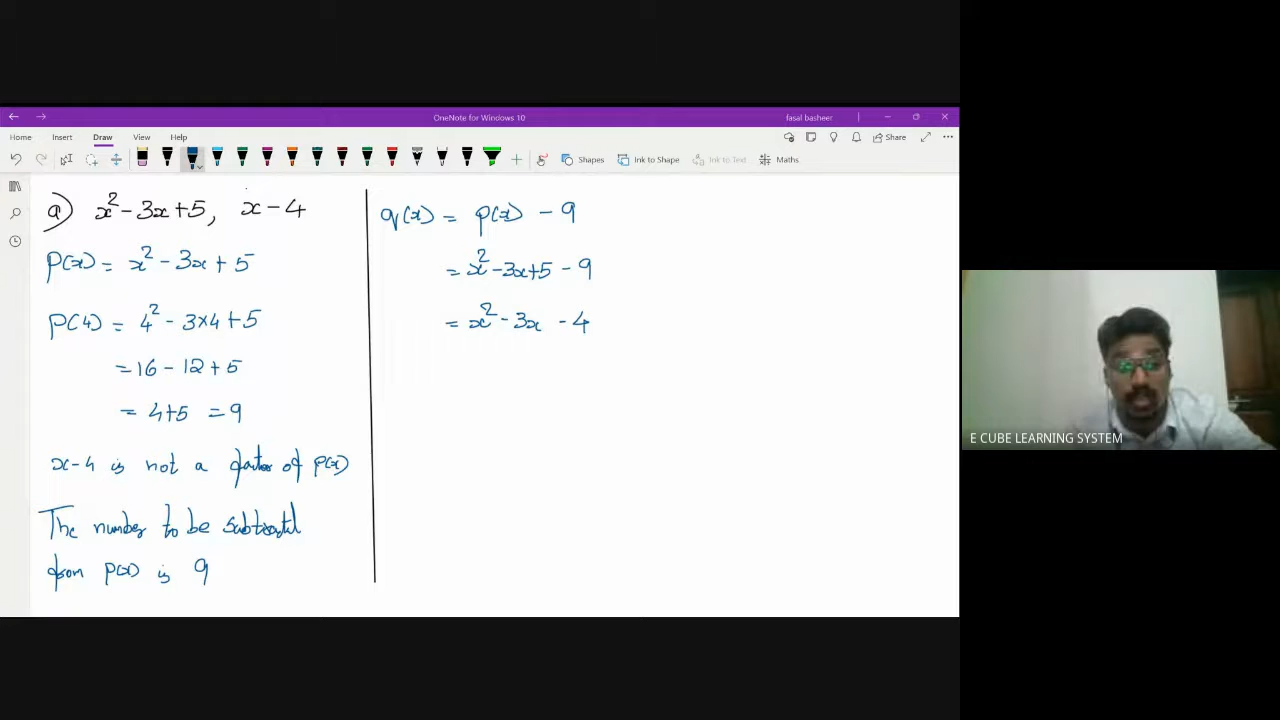 OneNote for Windows 10
fasal basheer
Home Insert Draw View Help
Share
Shapes Ink to Shape Ink to Text Maths
a) x² - 3x + 5, x - 4
P(x) = x² - 3x + 5
P(4) = 4² - 3×4 + 5
= 16 - 12 + 5
= 4+5 = 9
x-4 is not a factor of P(x)
The number to be subtracted
from P(x) is 9
q(x) = p(x) - 9
= x² - 3x + 5 - 9
= x² - 3x - 4
E CUBE LEARNING SYSTEM